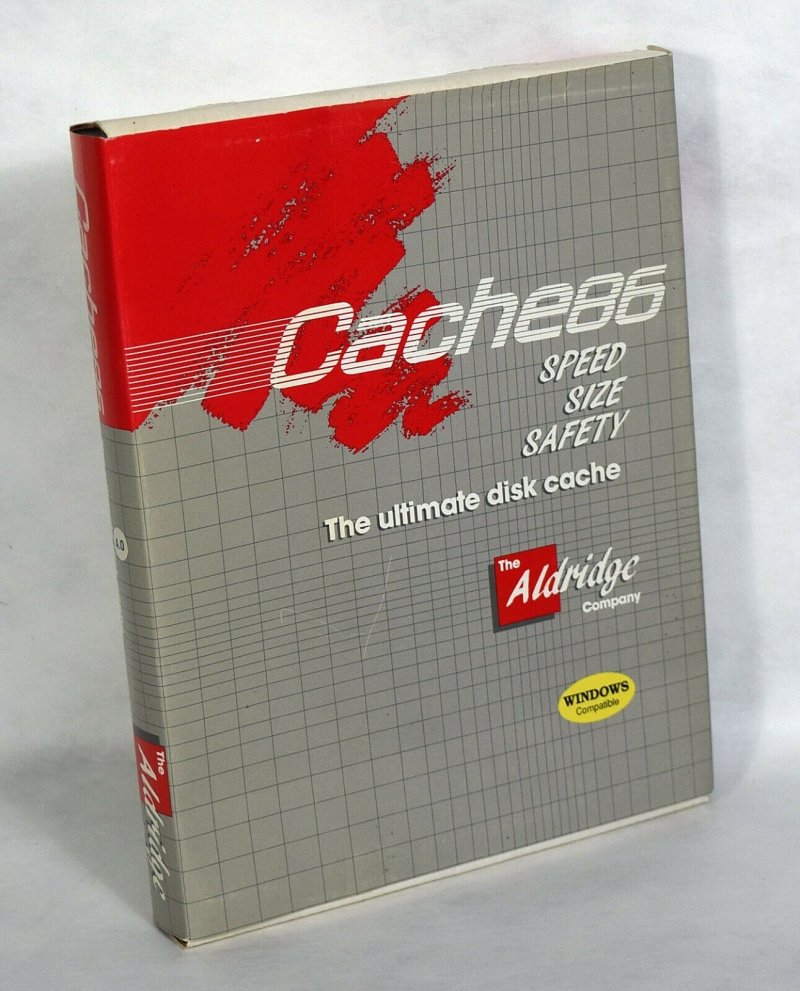 Cache86
SPEED
SIZE
SAFETY
The ultimate disk cache
The
Aldridge
Company
WINDOWS
Compatible
Cache86
4.0
The
Aldridge